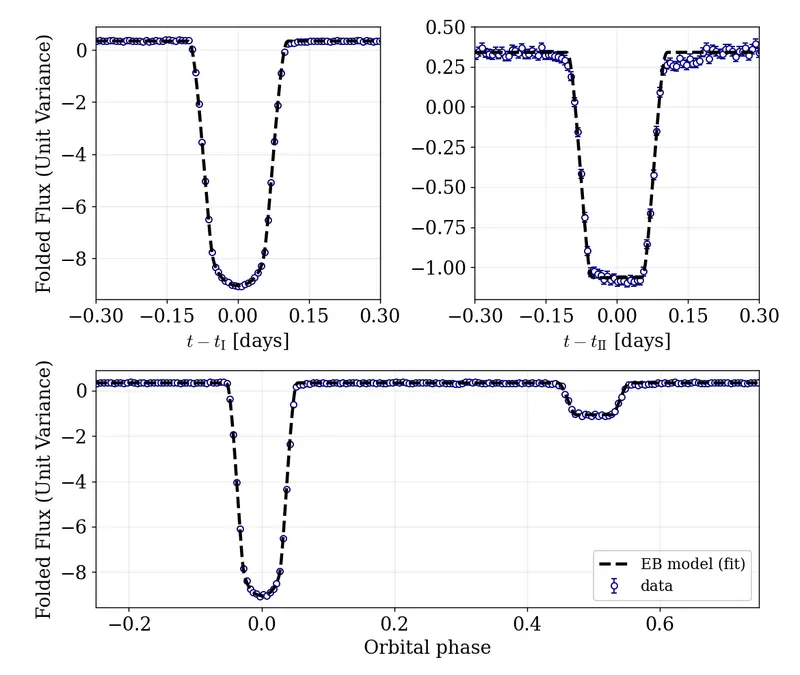 Folded Flux (Unit Variance)
0
−2
−4
−6
−8
−0.30 −0.15 0.00 0.15 0.30
t − tI [days]
0.50
0.25
0.00
−0.25
−0.50
−0.75
−1.00
−0.30 −0.15 0.00 0.15 0.30
t − tII [days]
Folded Flux (Unit Variance)
0
−2
−4
−6
−8
−0.2 0.0 0.2 0.4 0.6
Orbital phase
EB model (fit)
data